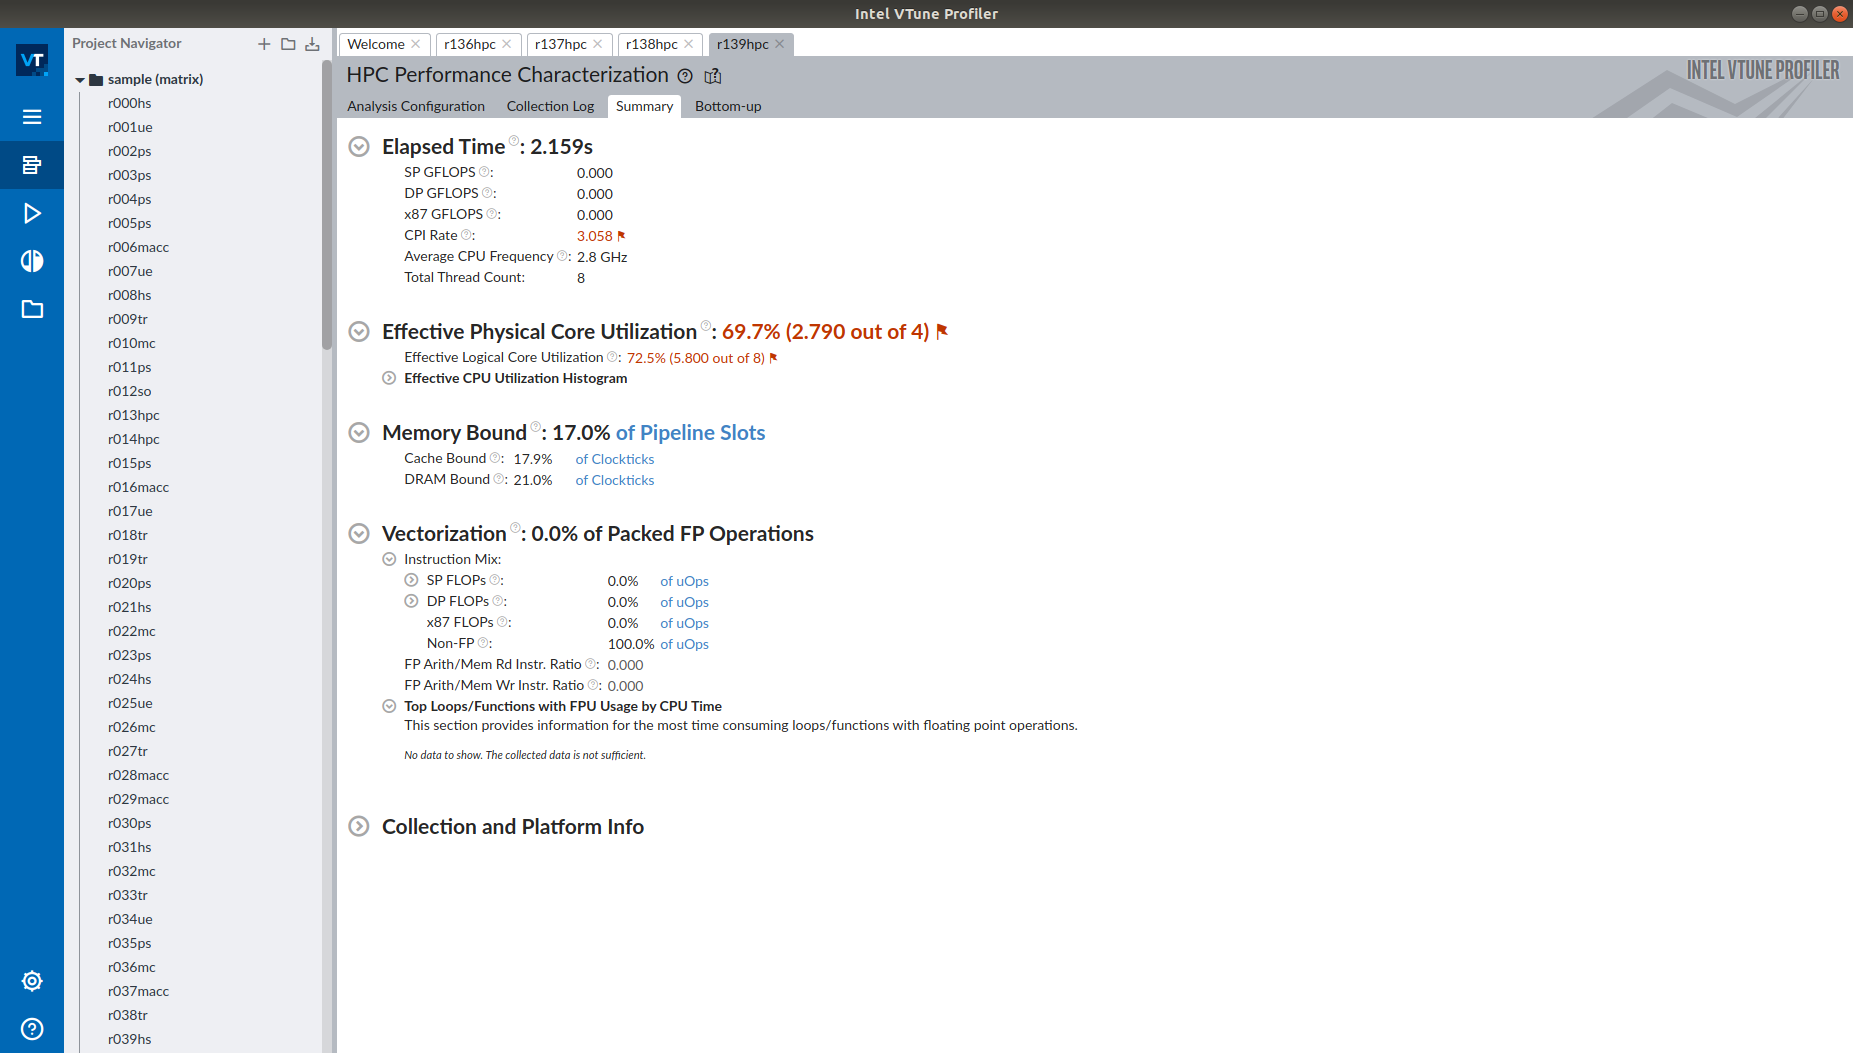 Intel VTune Profiler
VT
Project Navigator
sample (matrix)
r000hs
r001ue
r002ps
r003ps
r004ps
r005ps
r006macc
r007ue
r008hs
r009tr
r010mc
r011ps
r012so
r013hpc
r014hpc
r015ps
r016macc
r017ue
r018tr
r019tr
r020ps
r021hs
r022mc
r023ps
r024hs
r025ue
r026mc
r027tr
r028macc
r029macc
r030ps
r031hs
r032mc
r033tr
r034ue
r035ps
r036mc
r037macc
r038tr
r039hs
Welcome r136hpc r137hpc r138hpc r139hpc
HPC Performance Characterization
INTEL VTUNE PROFILER
Analysis Configuration Collection Log Summary Bottom-up
Elapsed Time : 2.159s
SP GFLOPS : 0.000
DP GFLOPS : 0.000
x87 GFLOPS : 0.000
CPI Rate : 3.058
Average CPU Frequency : 2.8 GHz
Total Thread Count: 8
Effective Physical Core Utilization : 69.7% (2.790 out of 4)
Effective Logical Core Utilization : 72.5% (5.800 out of 8)
Effective CPU Utilization Histogram
Memory Bound : 17.0% of Pipeline Slots
Cache Bound : 17.9% of Clockticks
DRAM Bound : 21.0% of Clockticks
Vectorization : 0.0% of Packed FP Operations
Instruction Mix:
SP FLOPs : 0.0% of uOps
DP FLOPs : 0.0% of uOps
x87 FLOPs : 0.0% of uOps
Non-FP : 100.0% of uOps
FP Arith/Mem Rd Instr. Ratio : 0.000
FP Arith/Mem Wr Instr. Ratio : 0.000
Top Loops/Functions with FPU Usage by CPU Time
This section provides information for the most time consuming loops/functions with floating point operations.
No data to show. The collected data is not sufficient.
Collection and Platform Info